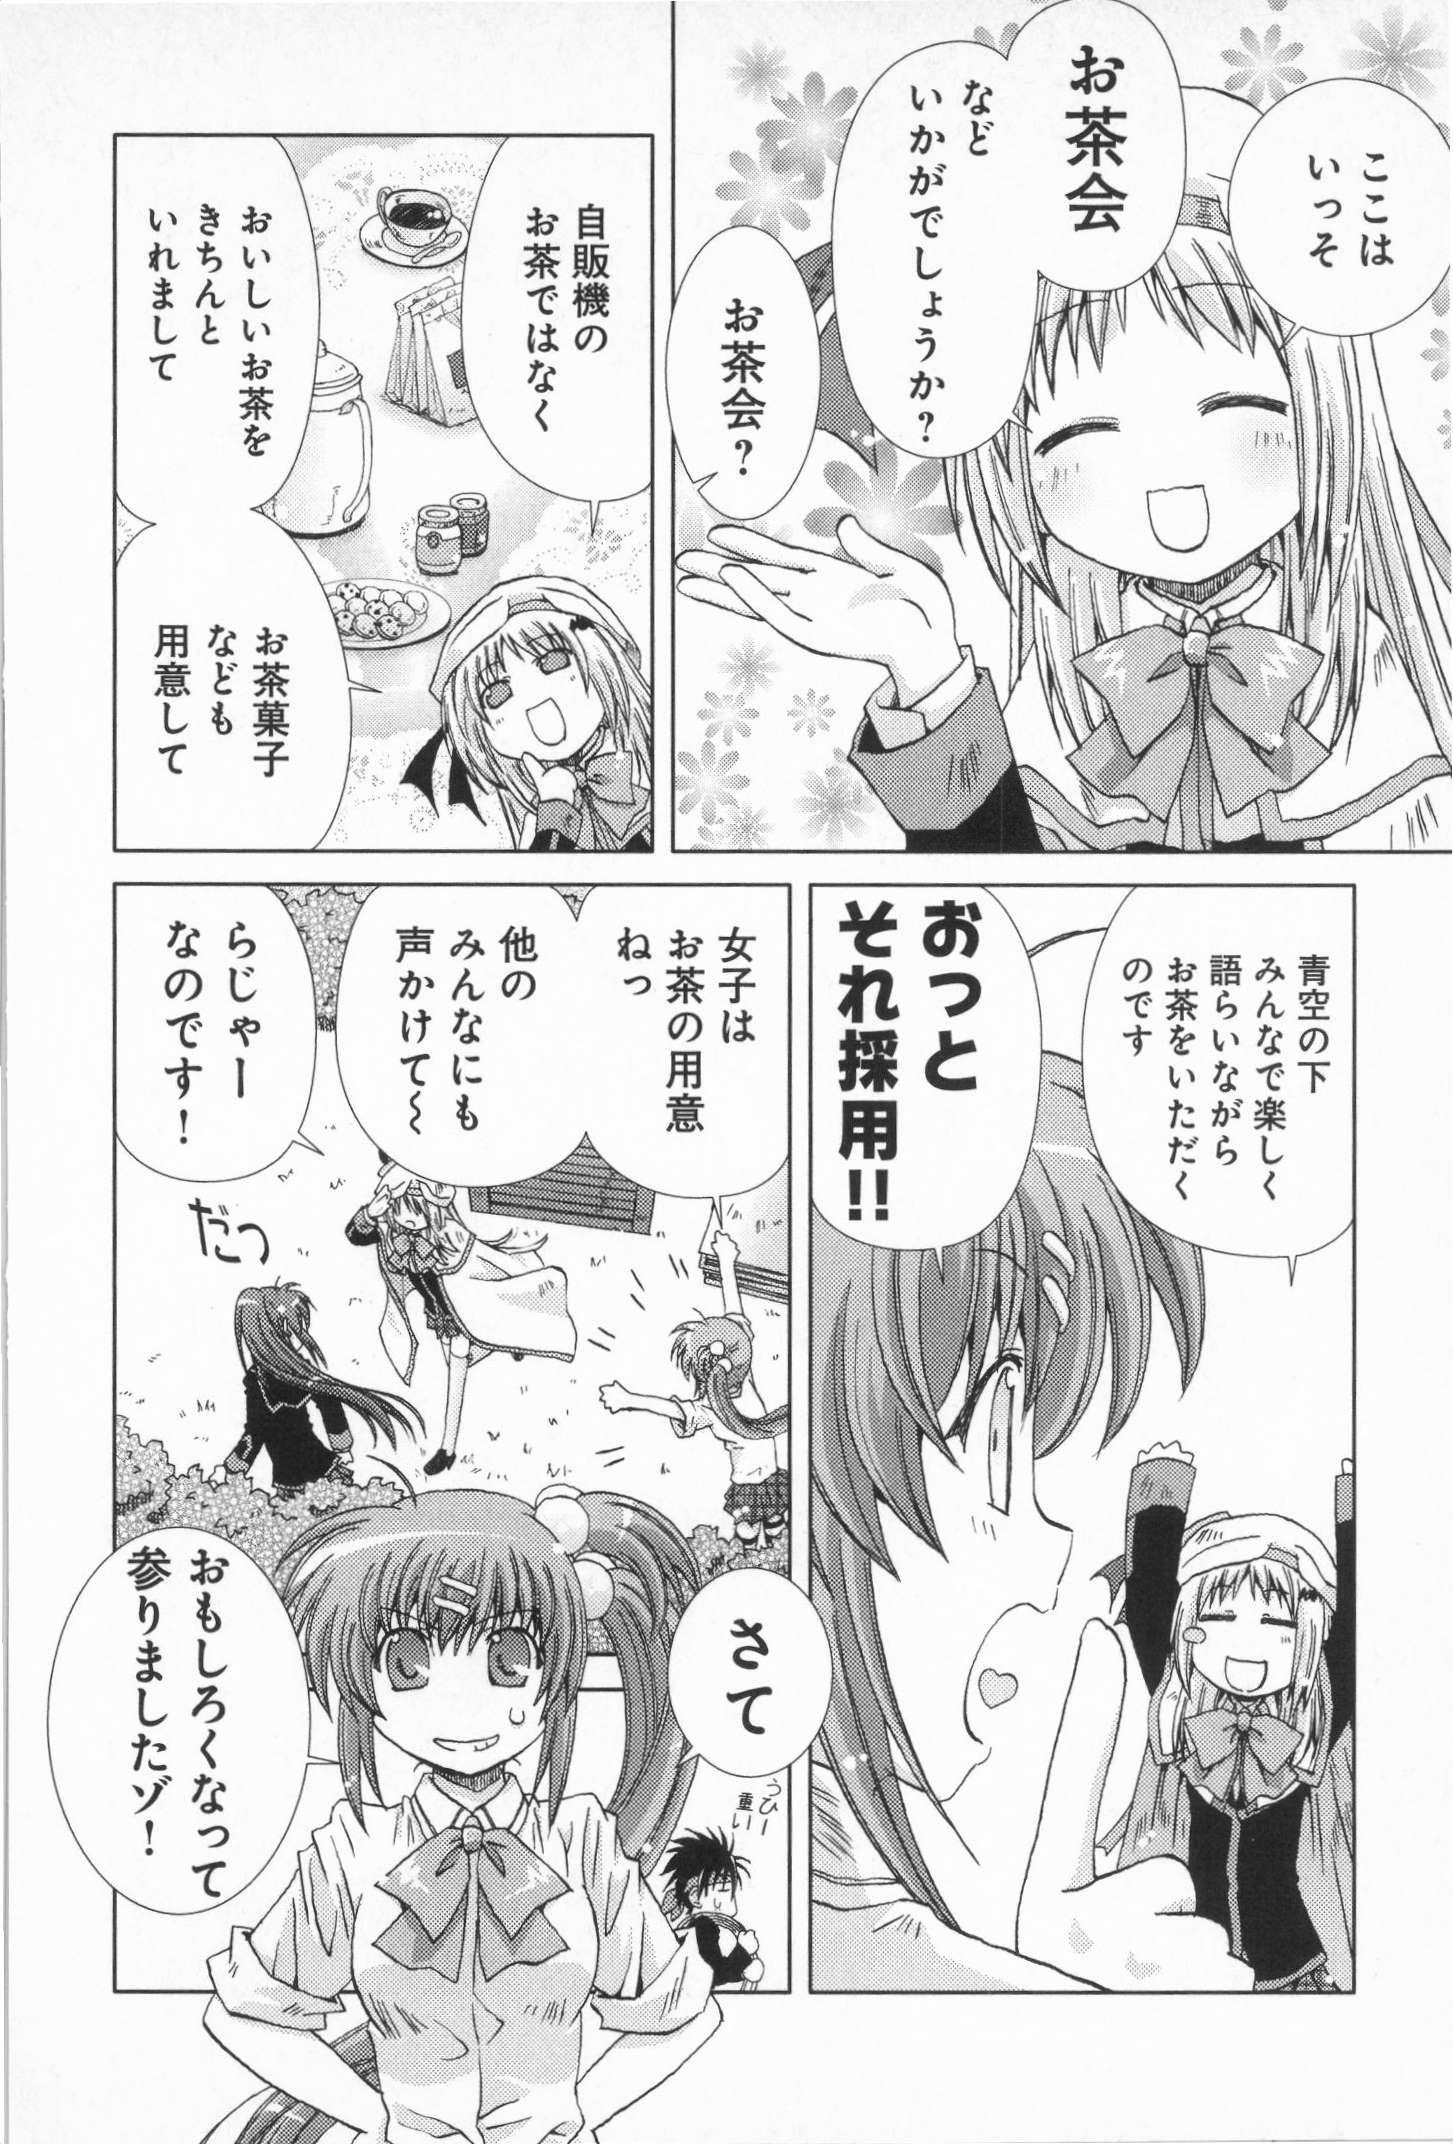 ここは
いっそ
お茶会
など
いかがでしょうか?
お茶会?
自販機の
お茶ではなく
おいしいお茶を
きちんと
いれまして
お茶菓子
なども
用意して
青空の下
みんなで楽しく
語らいながら
お茶をいただく
のです
おっと
それ採用!!
女子は
お茶の用意
ねっ
他の
みんなにも
声かけて〜
らじゃー
なのです!
だっ
さて
おもしろくなって
参りましたゾ!
うひー
重い